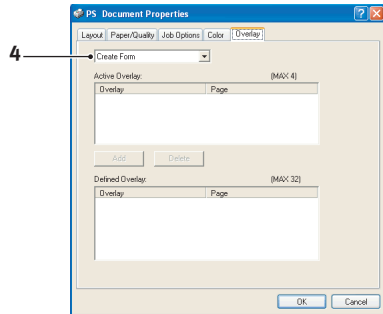 PS Document Properties
Layout Paper/Quality Job Options Color Overlay
4
Create Form
Active Overlay: (MAX 4)
Overlay Page
Add Delete
Defined Overlay: (MAX 32)
Overlay Page
OK Cancel